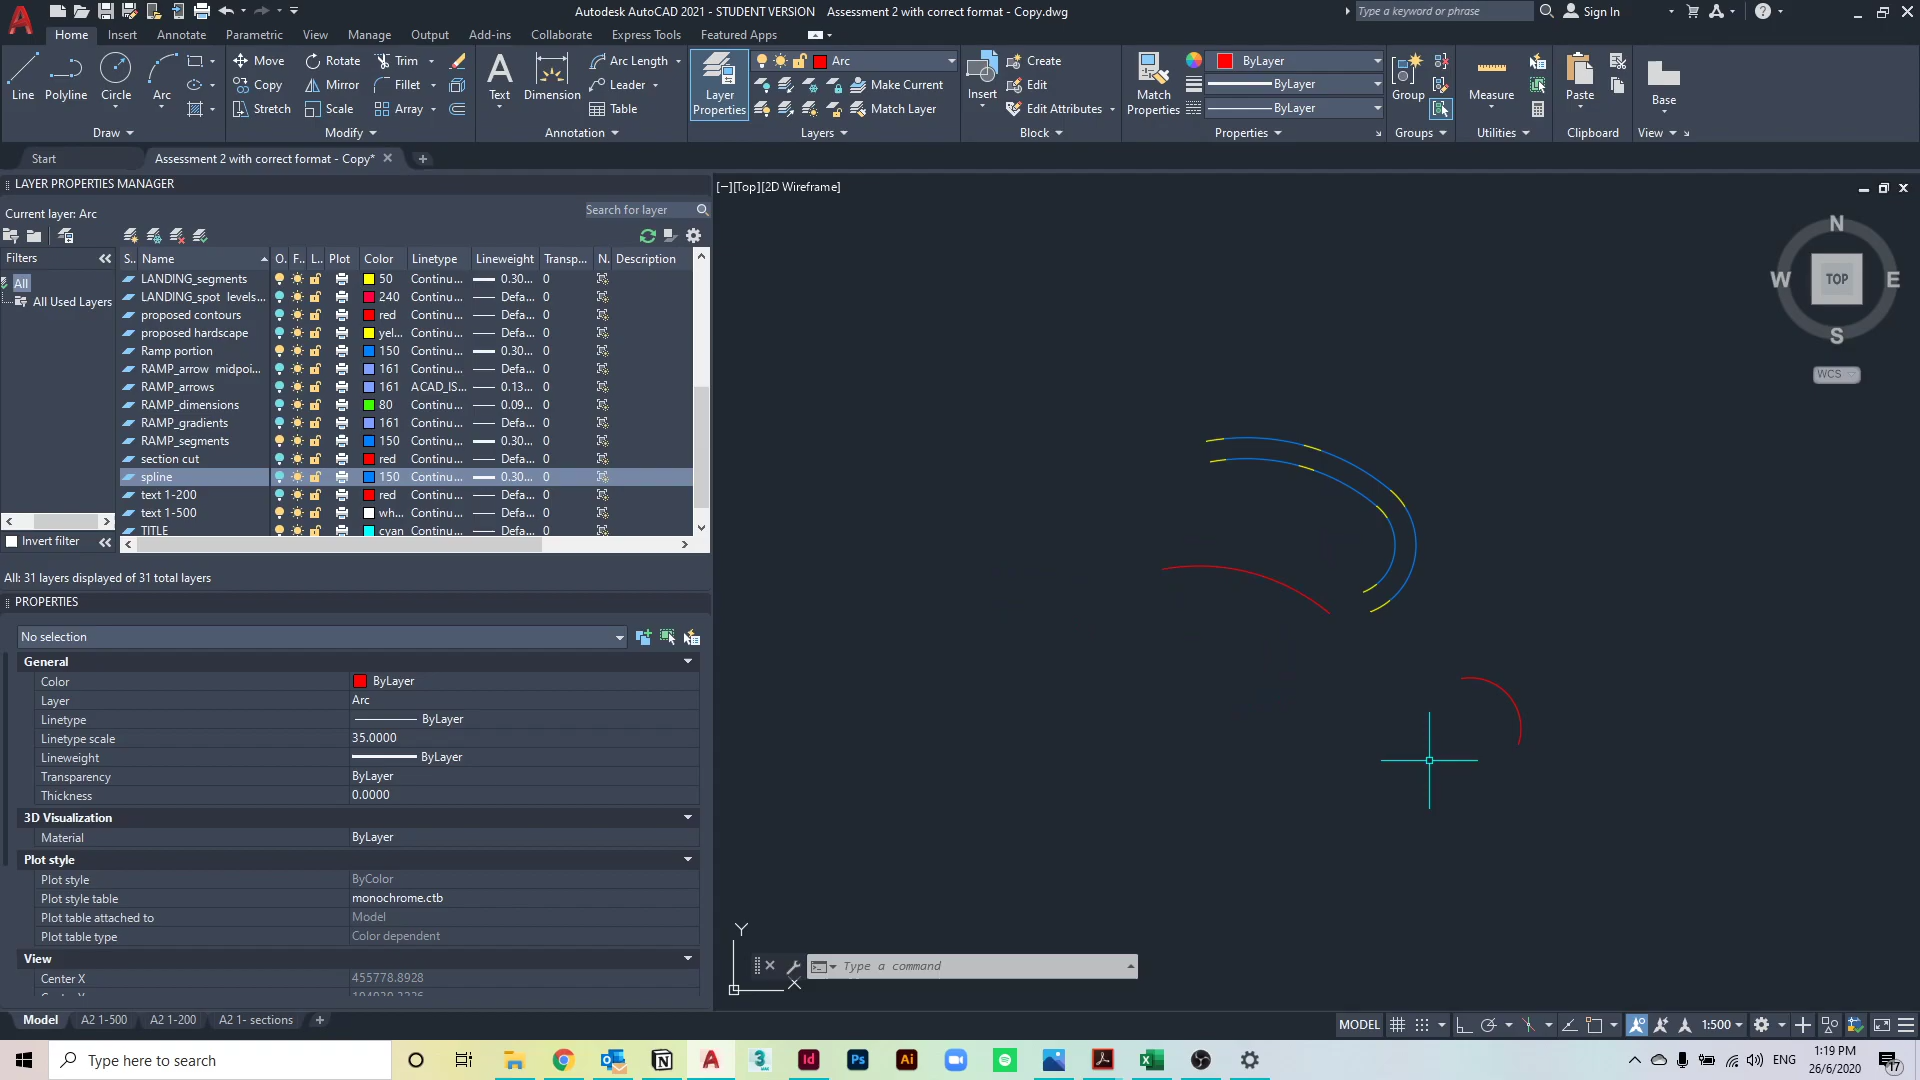 Autodesk AutoCAD 2021 - STUDENT VERSION Assessment 2 with correct format - Copy.dwg
Type a keyword or phrase
Sign In
Home Insert Annotate Parametric View Manage Output Add-ins Collaborate Express Tools Featured Apps
Line Polyline Circle Arc
Move Rotate Trim
Copy Mirror Fillet
Stretch Scale Array
Text Dimension
Arc Length
Leader
Table
Layer Properties
Arc
Make Current
Match Layer
Insert
Create
Edit
Edit Attributes
Match Properties
ByLayer
ByLayer
ByLayer
Group
Measure
Paste
Base
Draw Modify Annotation Layers Block Properties Groups Utilities Clipboard View
Start Assessment 2 with correct format - Copy*
LAYER PROPERTIES MANAGER
Current layer: Arc
Search for layer
Filters
All
All Used Layers
Invert filter
S.. Name O. F.. L.. Plot Color Linetype Lineweight Transp... N. Description
LANDING_segments 50 Continu... 0.30... 0
LANDING_spot levels... 240 Continu... Defa... 0
proposed contours red Continu... Defa... 0
proposed hardscape yel... Continu... Defa... 0
Ramp portion 150 Continu... 0.30... 0
RAMP_arrow midpoi... 161 Continu... Defa... 0
RAMP_arrows 161 ACAD_IS... 0.13... 0
RAMP_dimensions 80 Continu... 0.09... 0
RAMP_gradients 161 Continu... Defa... 0
RAMP_segments 150 Continu... 0.30... 0
section cut red Continu... Defa... 0
spline 150 Continu... 0.30... 0
text 1-200 red Continu... Defa... 0
text 1-500 wh... Continu... Defa... 0
TITLE cyan Continu... Defa... 0
All: 31 layers displayed of 31 total layers
PROPERTIES
No selection
General
Color ByLayer
Layer Arc
Linetype ByLayer
Linetype scale 35.0000
Lineweight ByLayer
Transparency ByLayer
Thickness 0.0000
3D Visualization
Material ByLayer
Plot style
Plot style ByColor
Plot style table monochrome.ctb
Plot table attached to Model
Plot table type Color dependent
View
Center X 455778.8928
[−][Top][2D Wireframe]
N
W TOP E
S
WCS
Y
X
Type a command
Model A2 1-500 A2 1-200 A2 1- sections
MODEL 1:500
Type here to search
ENG
1:19 PM
26/6/2020
17